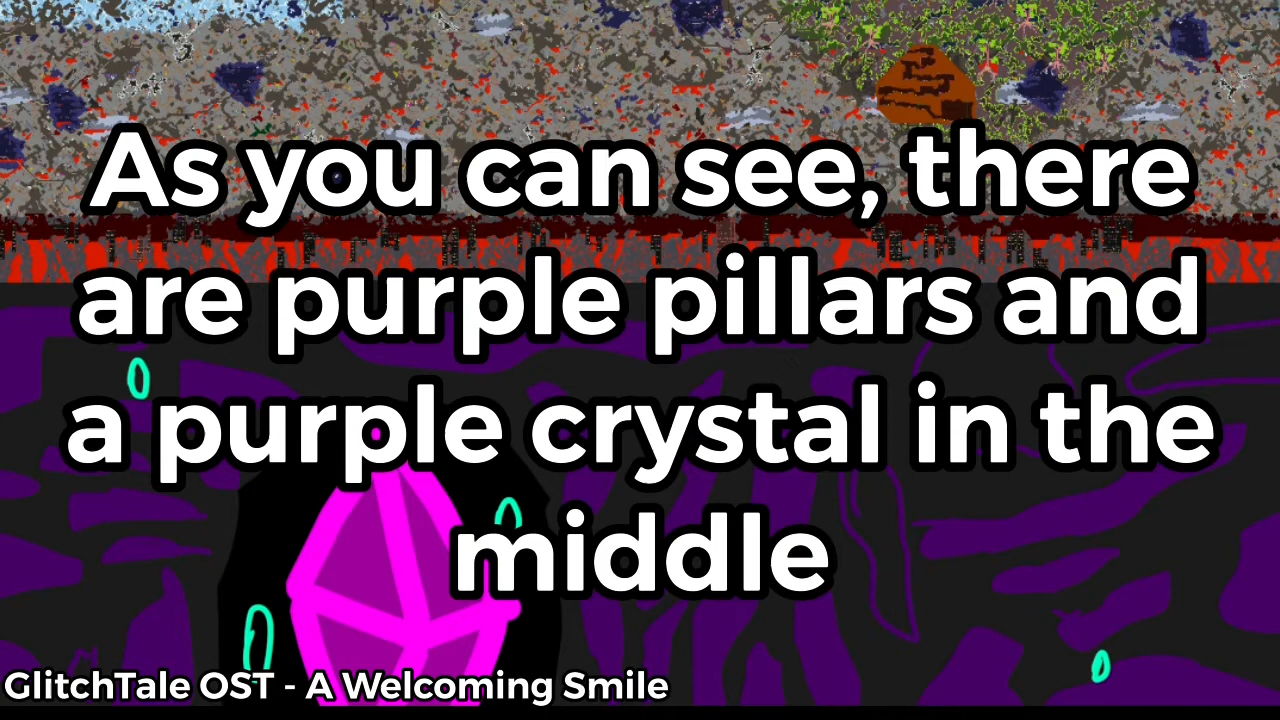 As you can see, there
are purple pillars and
a purple crystal in the
middle
GlitchTale OST - A Welcoming Smile